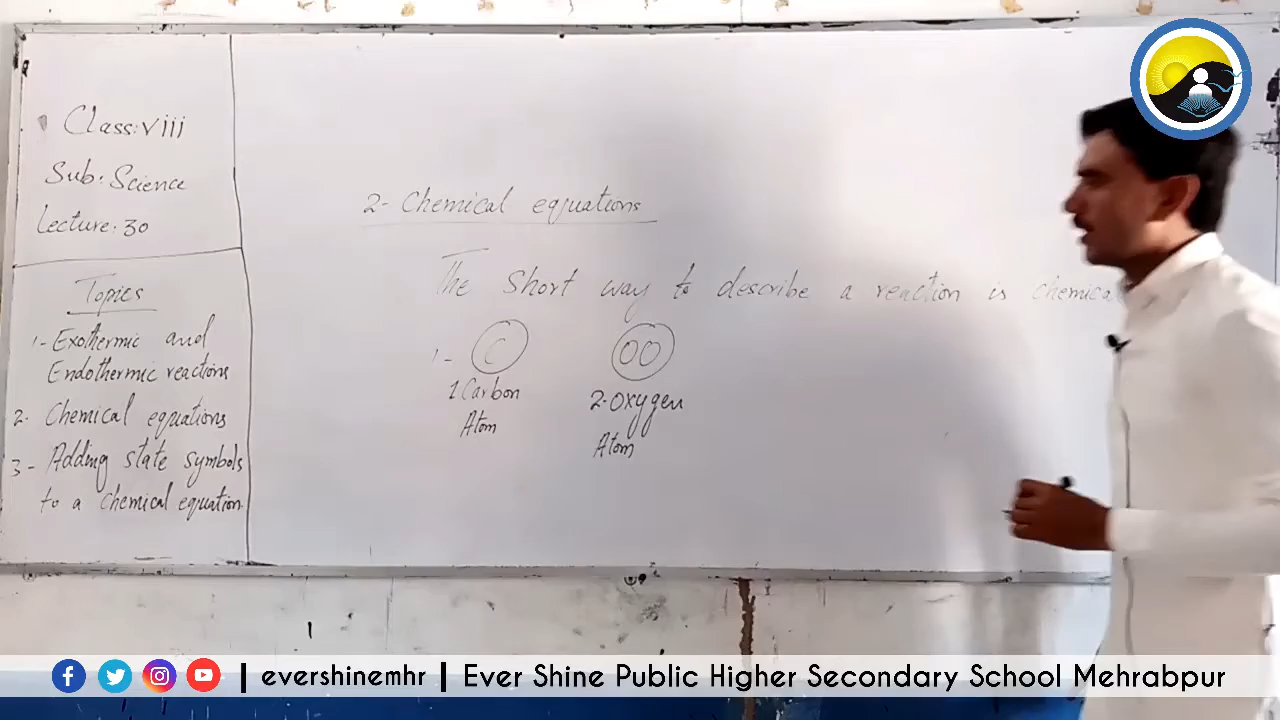 Class: viii
Sub: Science
Lecture: 30
Topics
1- Exothermic and
Endothermic reactions
2- Chemical equations
3- Adding state symbols
to a chemical equation
2- Chemical equations
The short way to describe a reaction is chemica
1- C OO
1 Carbon 2-Oxygen
Atom Atom
| evershinemhr | Ever Shine Public Higher Secondary School Mehrabpur